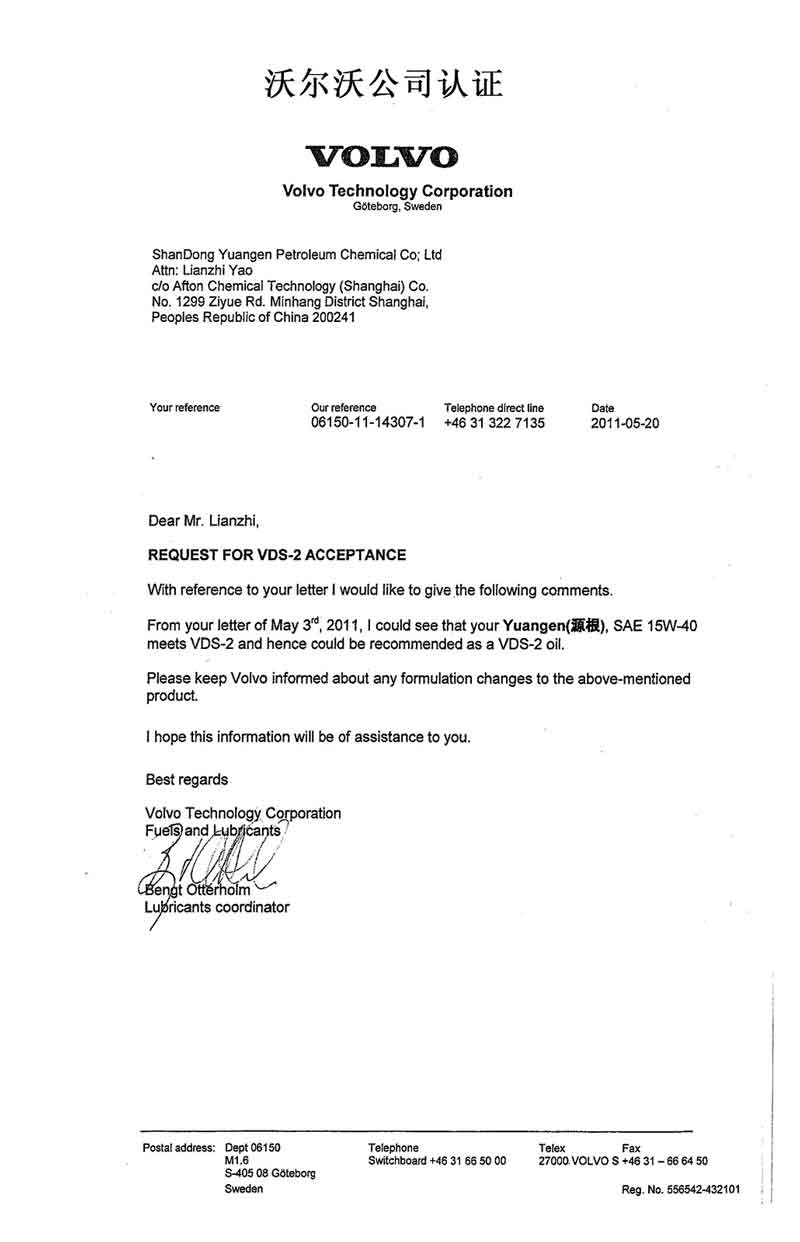 沃尔沃公司认证
VOLVO
Volvo Technology Corporation
Göteborg, Sweden
ShanDong Yuangen Petroleum Chemical Co; Ltd
Attn: Lianzhi Yao
c/o Afton Chemical Technology (Shanghai) Co.
No. 1299 Ziyue Rd. Minhang District Shanghai,
Peoples Republic of China 200241
Your reference Our reference Telephone direct line Date
06150-11-14307-1 +46 31 322 7135 2011-05-20
Dear Mr. Lianzhi,
REQUEST FOR VDS-2 ACCEPTANCE
With reference to your letter I would like to give the following comments.
From your letter of May 3rd, 2011, I could see that your Yuangen(源根), SAE 15W-40
meets VDS-2 and hence could be recommended as a VDS-2 oil.
Please keep Volvo informed about any formulation changes to the above-mentioned
product.
I hope this information will be of assistance to you.
Best regards
Volvo Technology Corporation
Fuels and Lubricants
Bengt Otterholm
Lubricants coordinator
Postal address: Dept 06150 Telephone Telex Fax
M1.6 Switchboard +46 31 66 50 00 27000 VOLVO S +46 31 – 66 64 50
S-405 08 Göteborg
Sweden Reg. No. 556542-432101